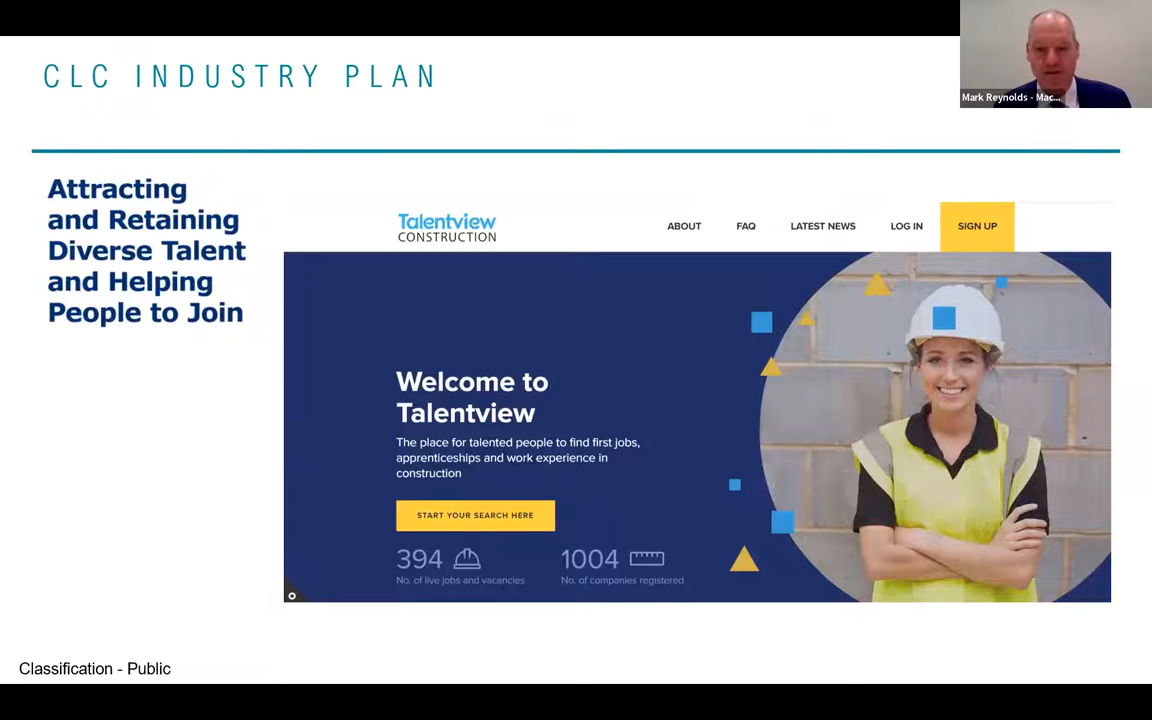 CLC INDUSTRY PLAN
Mark Reynolds - Mac...
Attracting
and Retaining
Diverse Talent
and Helping
People to Join
Talentview
CONSTRUCTION
ABOUT FAQ LATEST NEWS LOG IN SIGN UP
Welcome to
Talentview
The place for talented people to find first jobs,
apprenticeships and work experience in
construction
START YOUR SEARCH HERE
394 1004
No. of live jobs and vacancies No. of companies registered
Classification - Public